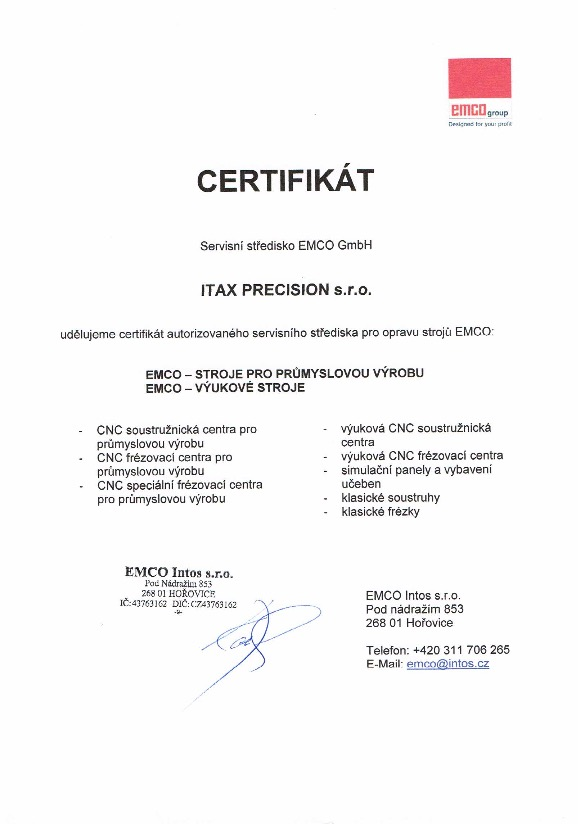 emco group
Designed for your profit
CERTIFIKÁT
Servisní středisko EMCO GmbH
ITAX PRECISION s.r.o.
udělujeme certifikát autorizovaného servisního střediska pro opravu strojů EMCO:
EMCO – STROJE PRO PRŮMYSLOVOU VÝROBU
EMCO – VÝUKOVÉ STROJE
- CNC soustružnická centra pro
průmyslovou výrobu
- CNC frézovací centra pro
průmyslovou výrobu
- CNC speciální frézovací centra
pro průmyslovou výrobu
- výuková CNC soustružnická
centra
- výuková CNC frézovací centra
- simulační panely a vybavení
učeben
- klasické soustruhy
- klasické frézky
EMCO Intos s.r.o.
Pod Nádražím 853
268 01 HOŘOVICE
IČ:43763162 DIČ:CZ43763162
-9-
EMCO Intos s.r.o.
Pod nádražím 853
268 01 Hořovice
Telefon: +420 311 706 265
E-Mail: emco@intos.cz